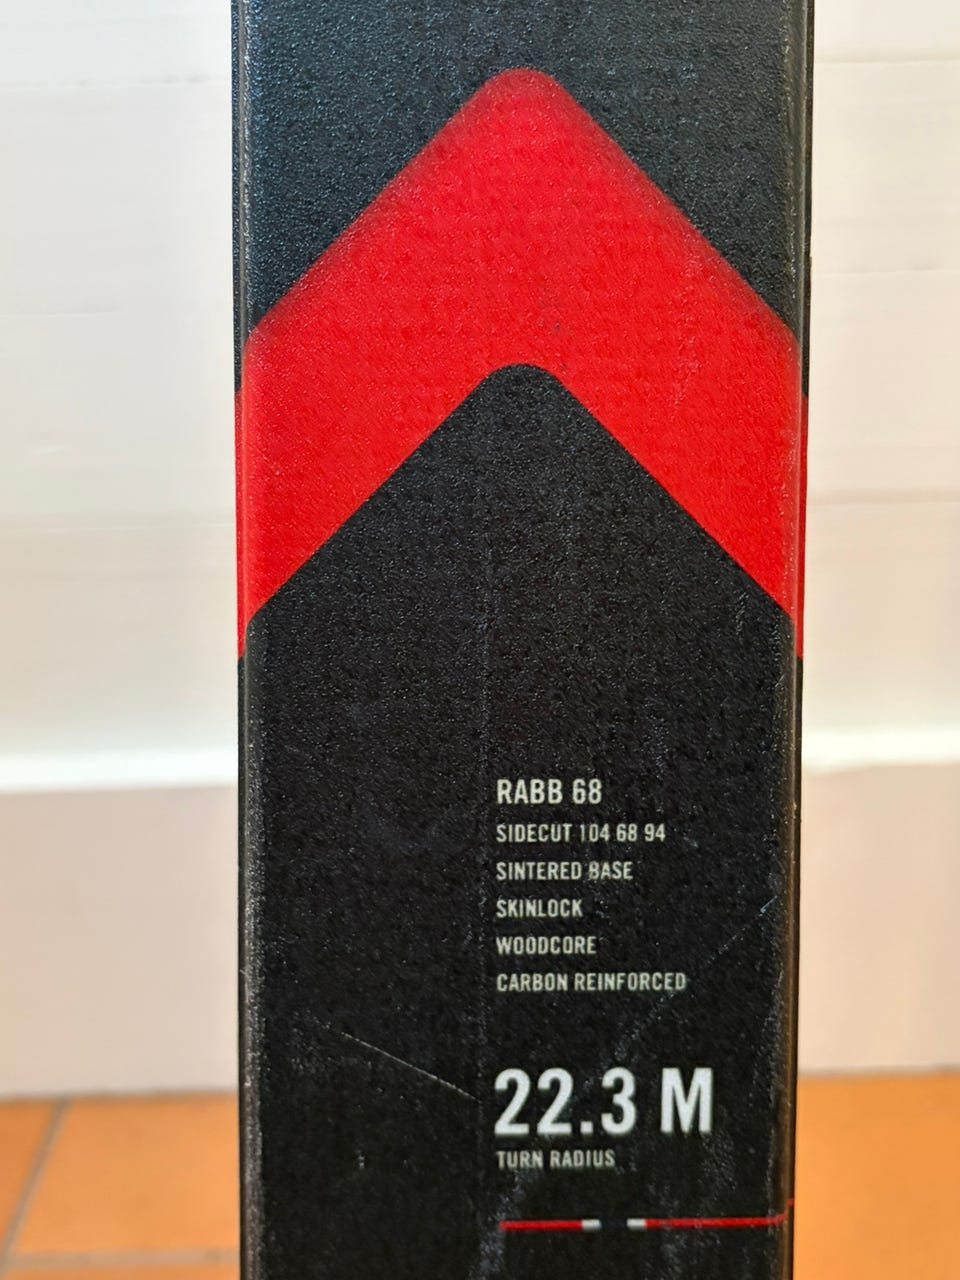 RABB 68
SIDECUT 104 68 94
SINTERED BASE
SKINLOCK
WOODCORE
CARBON REINFORCED
22.3 M
TURN RADIUS